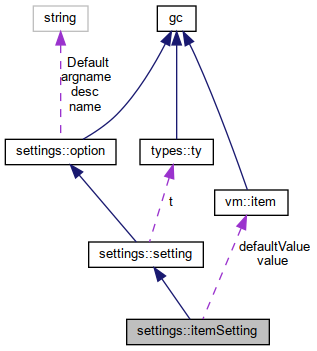 string
gc
Default
argname
desc
name
settings::option
types::ty
vm::item
t
defaultValue
value
settings::setting
settings::itemSetting